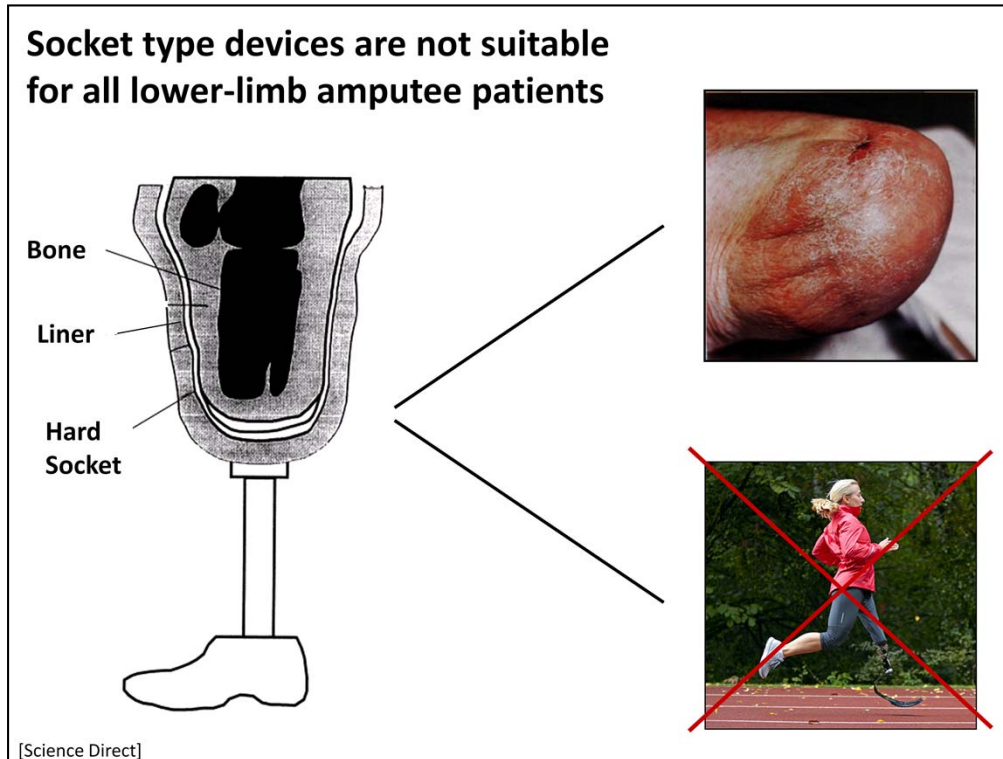 Socket type devices are not suitable
for all lower-limb amputee patients
Bone
Liner
Hard
Socket
[Science Direct]